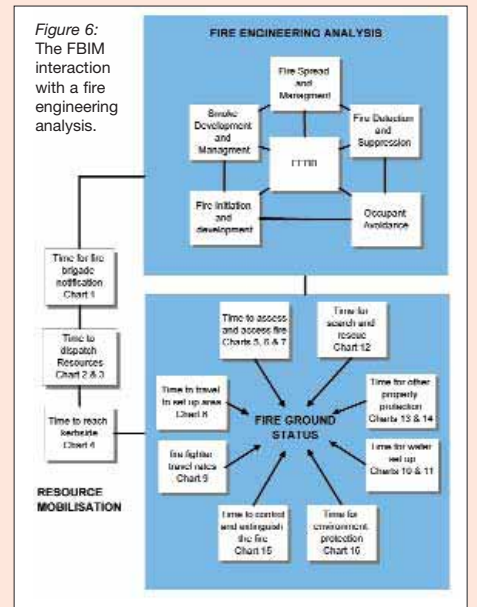 Figure 6:
The FBIM
interaction
with a fire
engineering
analysis.
FIRE ENGINEERING ANALYSIS
Fire Spread
and
Managment
Smoke
Development
and
Managment
Fire Detection
and
Suppression
Fire Initiation
and
development
Occupant
Avoidance
Time for fire
brigade
notification
Chart 1
Time to
dispatch
Resources
Chart 2 & 3
Time to reach
kerbside
Chart 4
RESOURCE
MOBILISATION
Time to assess
and access fire
Charts 5, 6 & 7
Time for
search and
rescue
Chart 12
Time to travel
to set up area
Chart 8
Time for other
property
protection
Charts 13 & 14
FIRE GROUND
STATUS
fire fighter
travel rates
Chart 9
Time for water
set up
Charts 10 & 11
Time to control
and extinguish
the fire
Chart 15
Time for
environment
protection
Chart 16